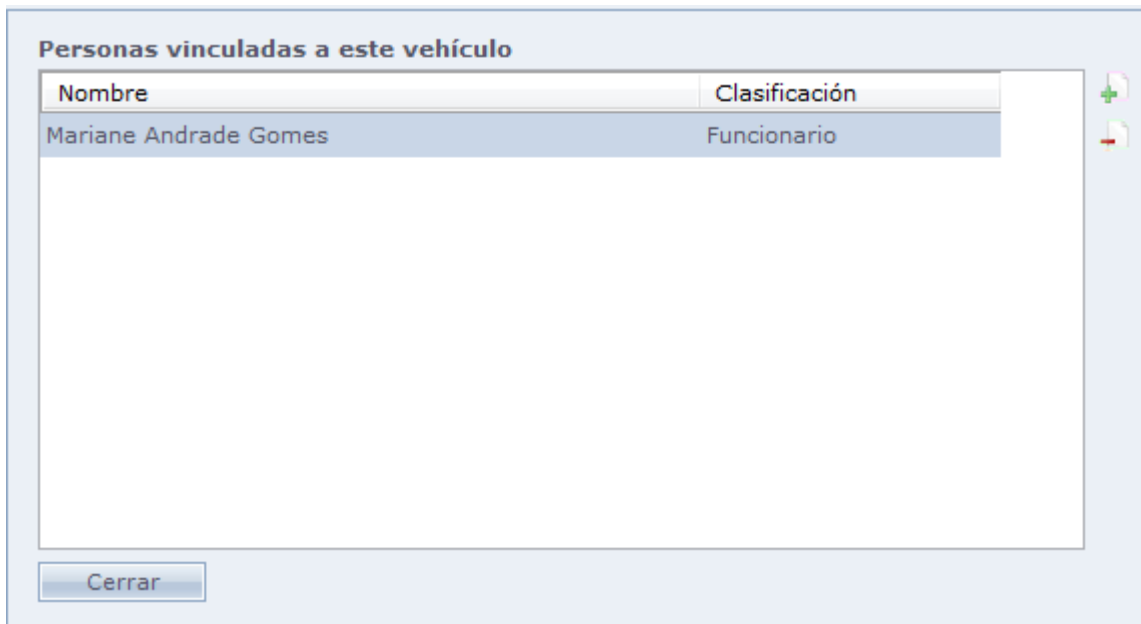 Personas vinculadas a este vehículo
Nombre Clasificación
Mariane Andrade Gomes Funcionario
Cerrar